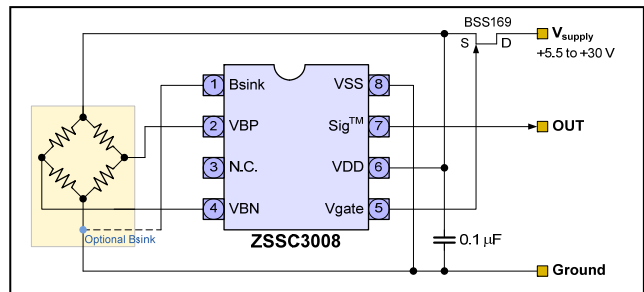 BSS169
S D
Vsupply
+5.5 to +30 V
1 Bsink VSS 8
2 VBP Sig™ 7
OUT
3 N.C. VDD 6
4 VBN Vgate 5
Optional Bsink
ZSSC3008
0.1 µF
Ground